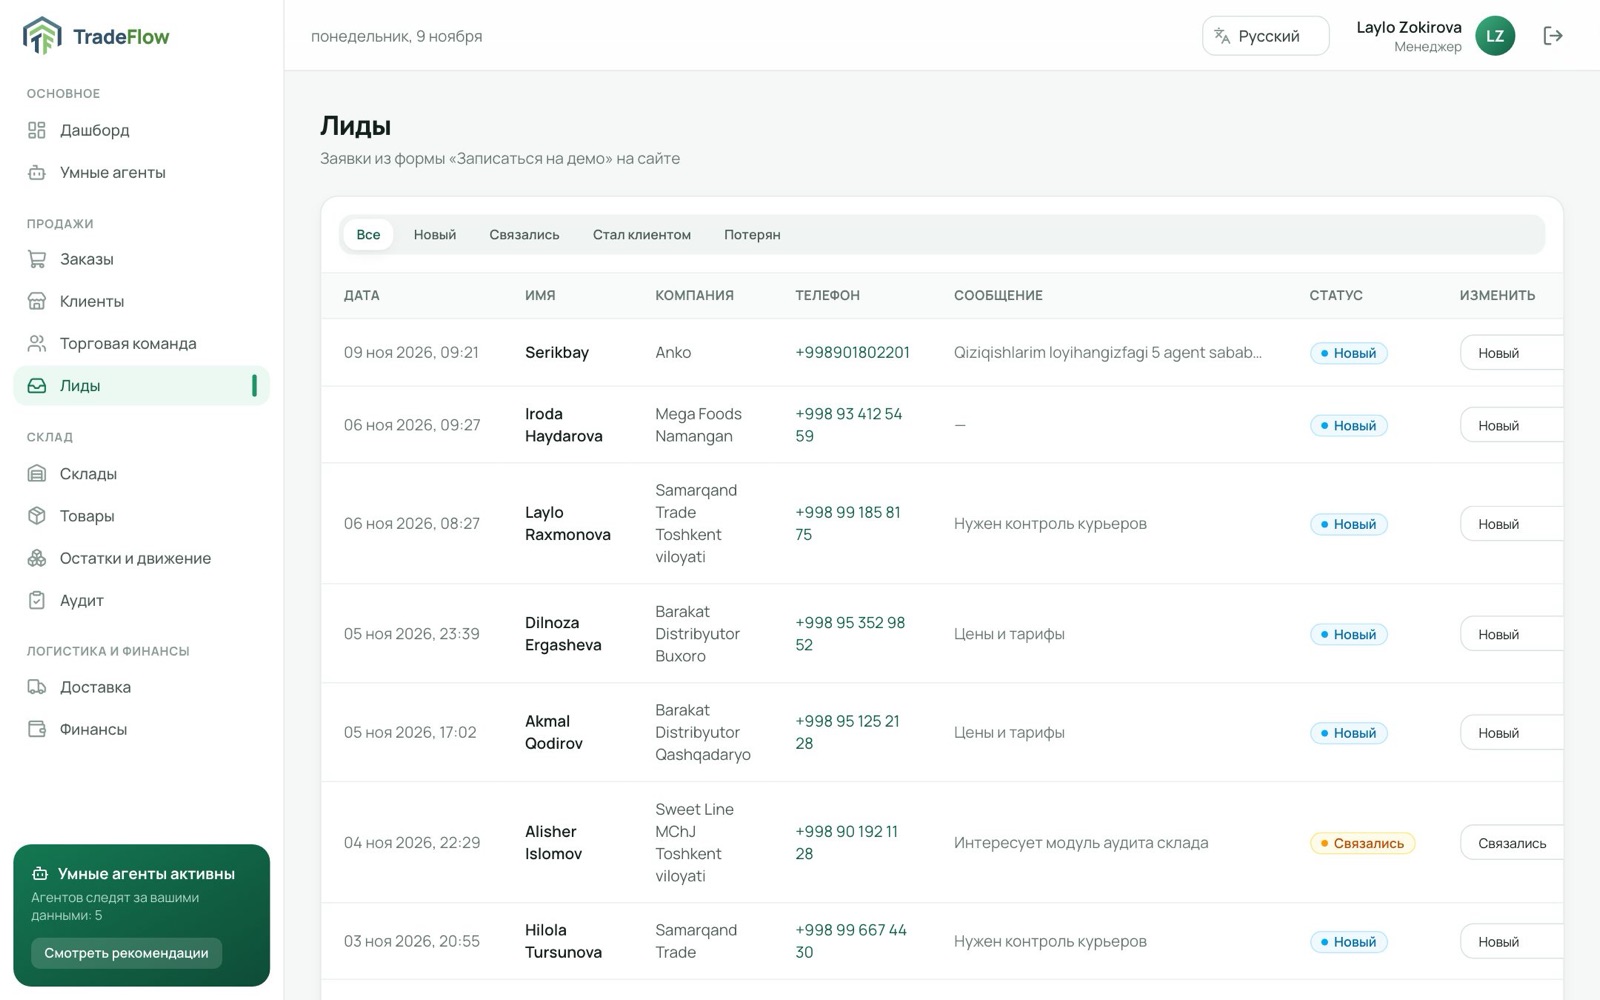 TradeFlow
понедельник, 9 ноября
Русский
Laylo Zokirova
Менеджер
LZ
ОСНОВНОЕ
Дашборд
Умные агенты
ПРОДАЖИ
Заказы
Клиенты
Торговая команда
Лиды
СКЛАД
Склады
Товары
Остатки и движение
Аудит
ЛОГИСТИКА И ФИНАНСЫ
Доставка
Финансы
Умные агенты активны
Агентов следят за вашими
данными: 5
Смотреть рекомендации
Лиды
Заявки из формы «Записаться на демо» на сайте
Все Новый Связались Стал клиентом Потерян
ДАТА ИМЯ КОМПАНИЯ ТЕЛЕФОН СООБЩЕНИЕ СТАТУС ИЗМЕНИТЬ
09 ноя 2026, 09:21 Serikbay Anko +998901802201 Qiziqishlarim loyihangizfagi 5 agent sabab... Новый Новый
06 ноя 2026, 09:27 Iroda Haydarova Mega Foods Namangan +998 93 412 54 59 — Новый Новый
06 ноя 2026, 08:27 Laylo Raxmonova Samarqand Trade Toshkent viloyati +998 99 185 81 75 Нужен контроль курьеров Новый Новый
05 ноя 2026, 23:39 Dilnoza Ergasheva Barakat Distribyutor Buxoro +998 95 352 98 52 Цены и тарифы Новый Новый
05 ноя 2026, 17:02 Akmal Qodirov Barakat Distribyutor Qashqadaryo +998 95 125 21 28 Цены и тарифы Новый Новый
04 ноя 2026, 22:29 Alisher Islomov Sweet Line MChJ Toshkent viloyati +998 90 192 11 28 Интересует модуль аудита склада Связались Связались
03 ноя 2026, 20:55 Hilola Tursunova Samarqand Trade +998 99 667 44 30 Нужен контроль курьеров Новый Новый